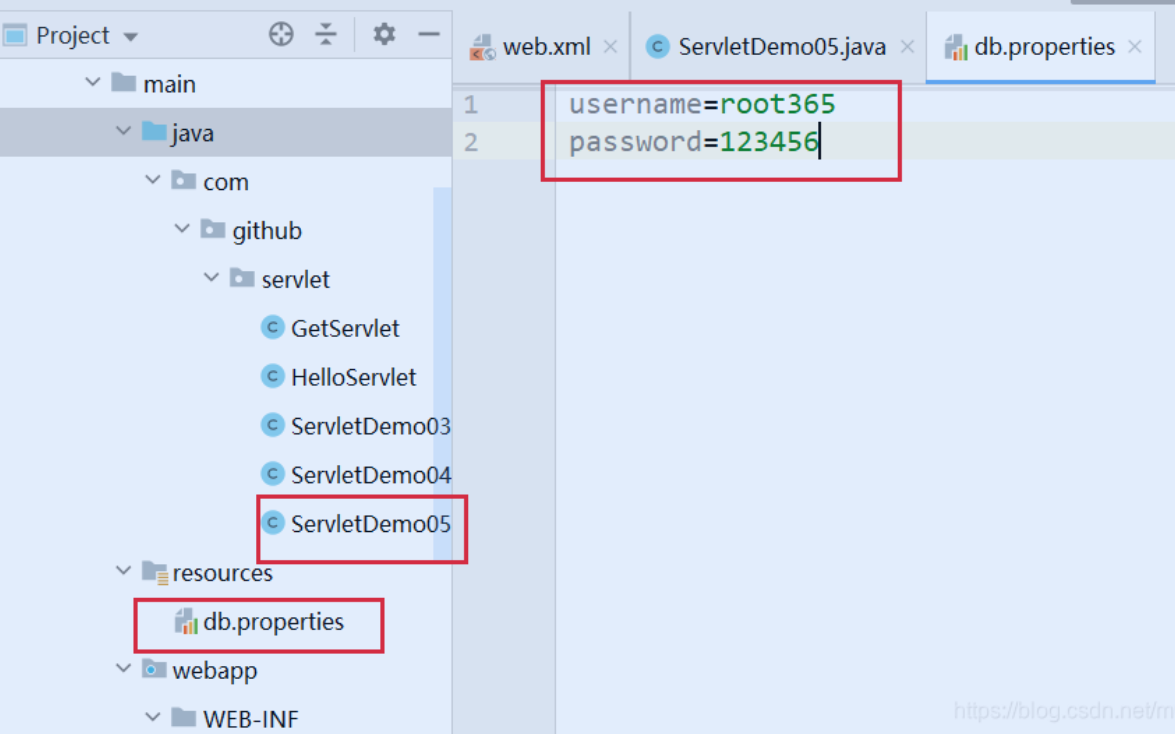 Project
web.xml
ServletDemo05.java
db.properties
main
java
com
github
servlet
GetServlet
HelloServlet
ServletDemo03
ServletDemo04
ServletDemo05
resources
db.properties
webapp
WEB-INF
1 username=root365
2 password=123456
https://blog.csdn.net/m